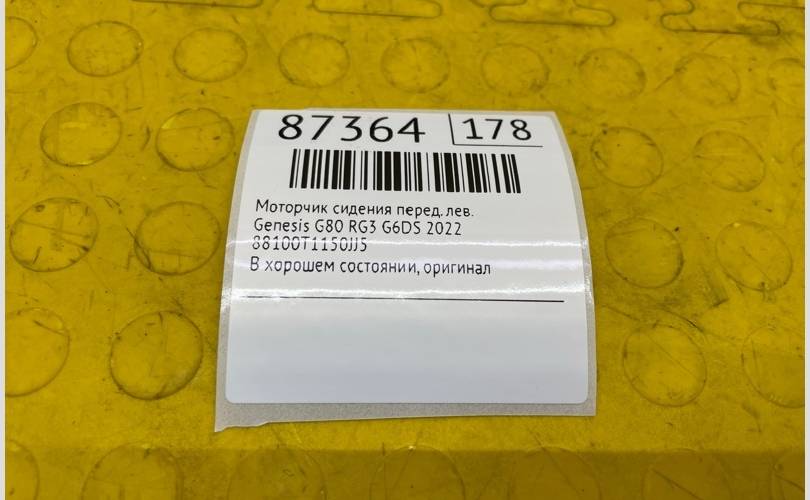 87364 178
Моторчик сидения перед. лев.
Genesis G80 RG3 G6DS 2022
88100T1150JJ5
В хорошем состоянии, оригинал